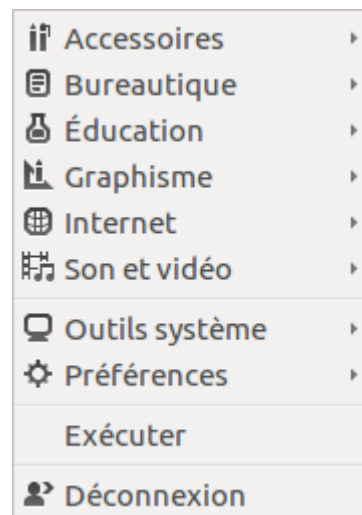 Accessoires
Bureautique
Éducation
Graphisme
Internet
Son et vidéo
Outils système
Préférences
Exécuter
Déconnexion